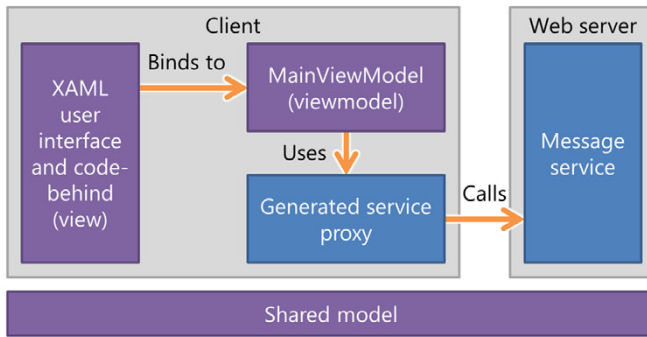 Client
Web server
Binds to
XAML
user
interface
and code-
behind
(view)
MainViewModel
(viewmodel)
Uses
Generated service
proxy
Calls
Message
service
Shared model